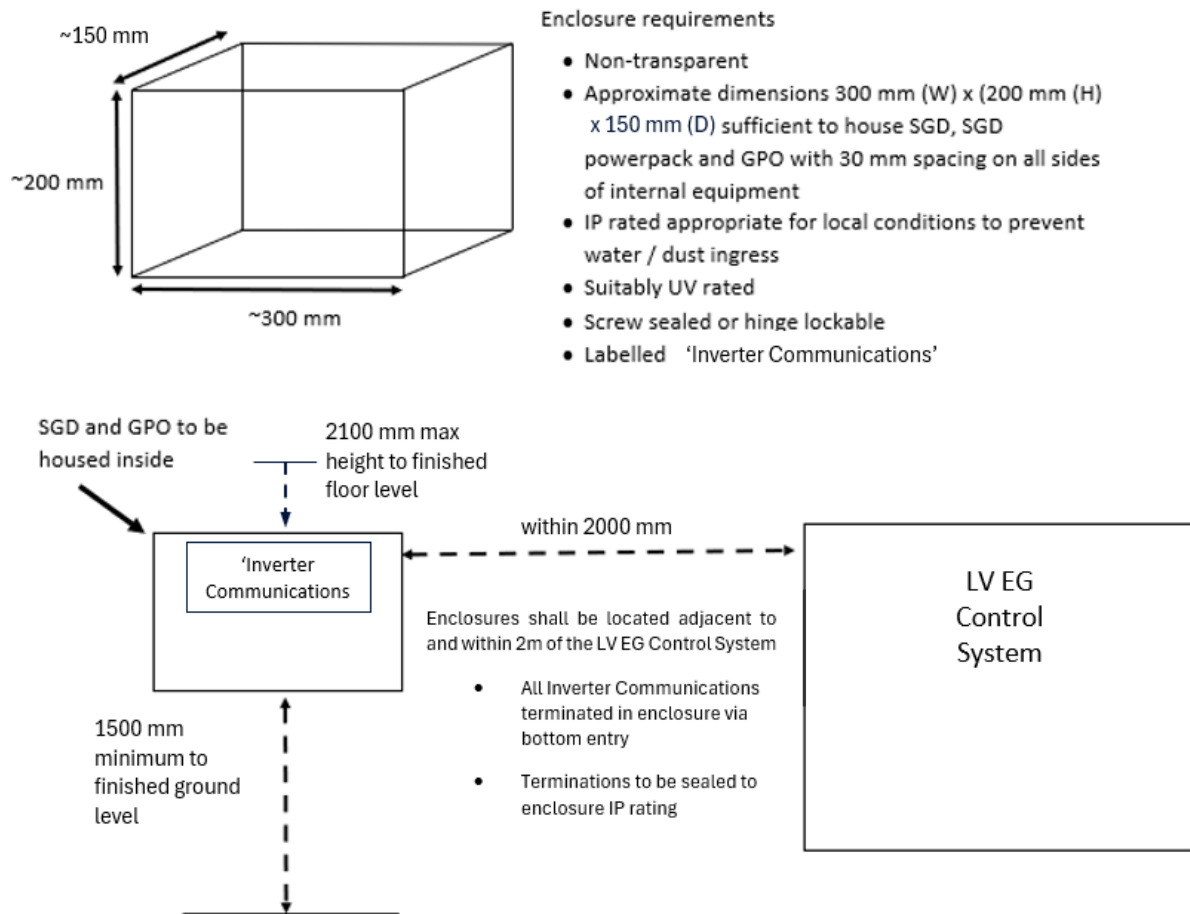 ~150 mm
~200 mm
~300 mm
Enclosure requirements
• Non-transparent
• Approximate dimensions 300 mm (W) x (200 mm (H)
x 150 mm (D) sufficient to house SGD, SGD
powerpack and GPO with 30 mm spacing on all sides
of internal equipment
• IP rated appropriate for local conditions to prevent
water / dust ingress
• Suitably UV rated
• Screw sealed or hinge lockable
• Labelled ‘Inverter Communications’
SGD and GPO to be
housed inside
2100 mm max
height to finished
floor level
within 2000 mm
‘Inverter
Communications
LV EG
Control
System
Enclosures shall be located adjacent to
and within 2m of the LV EG Control System
• All Inverter Communications
terminated in enclosure via
bottom entry
• Terminations to be sealed to
enclosure IP rating
1500 mm
minimum to
finished ground
level